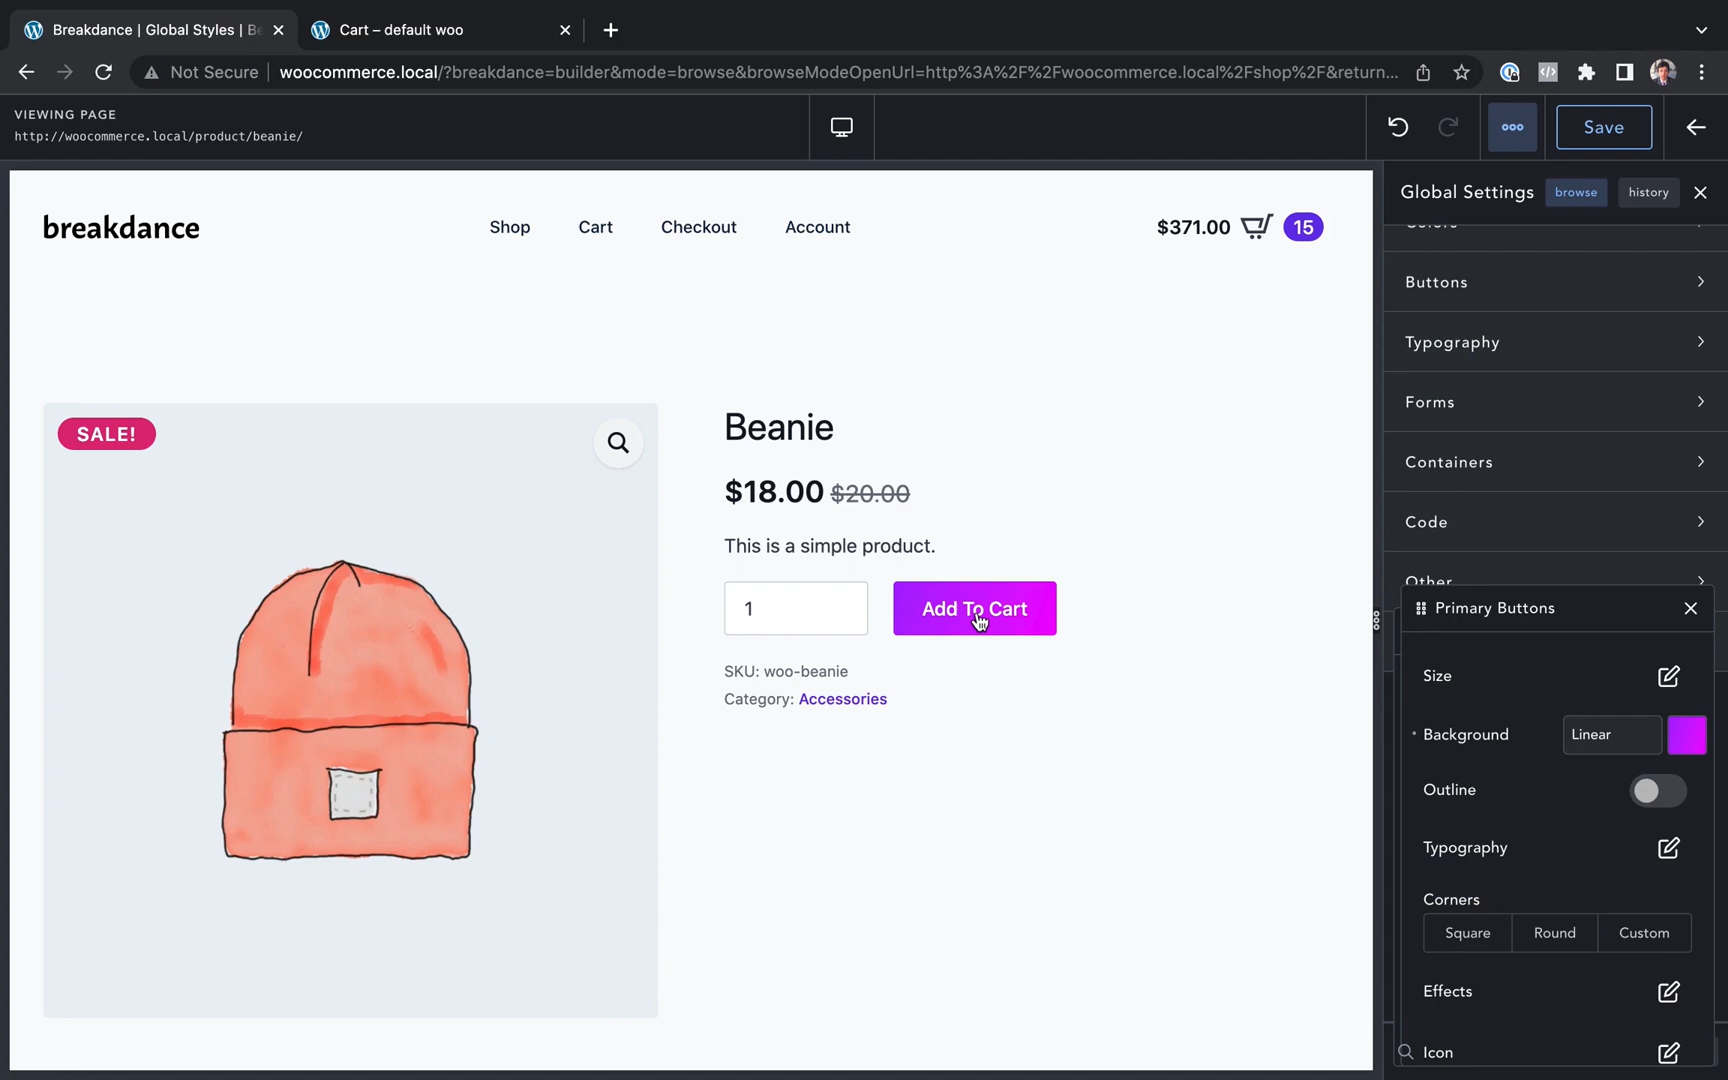 Breakdance | Global Styles | Be
Cart – default woo
Not Secure
woocommerce.local/?breakdance=builder&mode=browse&browseModeOpenUrl=http%3A%2F%2Fwoocommerce.local%2Fshop%2F&return...
VIEWING PAGE
http://woocommerce.local/product/beanie/
Save
breakdance
Shop
Cart
Checkout
Account
$371.00
15
SALE!
Beanie
$18.00 $20.00
This is a simple product.
1
Add To Cart
SKU: woo-beanie
Category: Accessories
Global Settings
browse
history
Colors
Buttons
Typography
Forms
Containers
Code
Other
Primary Buttons
Size
Background
Linear
Outline
Typography
Corners
Square
Round
Custom
Effects
Icon